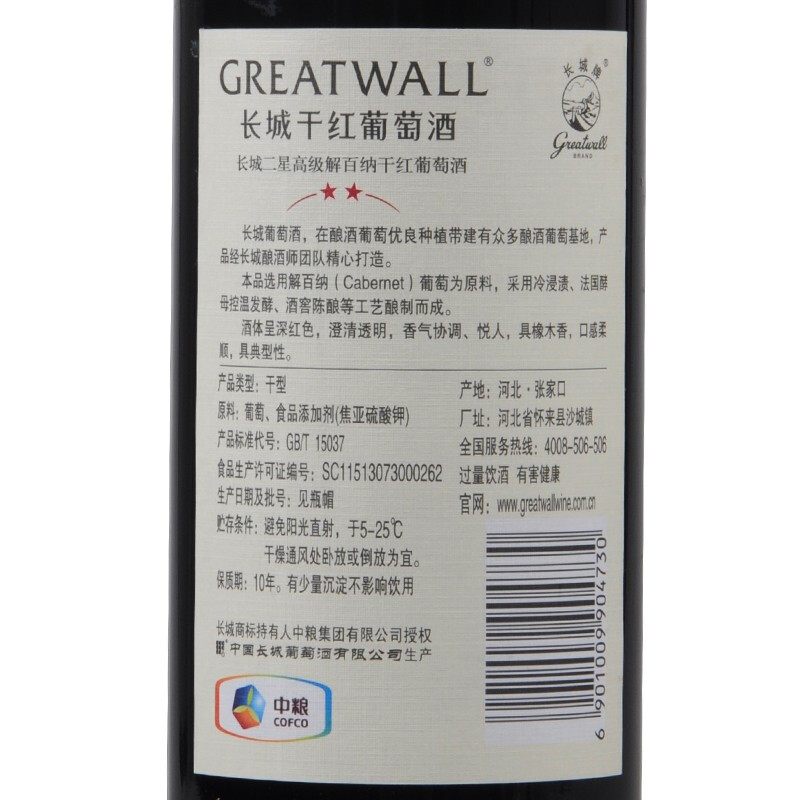 GREATWALL®
长城牌®
Greatwall
BRAND
长城干红葡萄酒
长城二星高级解百纳干红葡萄酒
长城葡萄酒，在酿酒葡萄优良种植带建有众多酿酒葡萄基地，产
品经长城酿酒师团队精心打造。
本品选用解百纳（Cabernet）葡萄为原料，采用冷浸渍、法国酵
母控温发酵、酒窖陈酿等工艺酿制而成。
酒体呈深红色，澄清透明，香气协调、悦人，具橡木香，口感柔
顺，具典型性。
产品类型：干型
原料：葡萄、食品添加剂(焦亚硫酸钾)
产品标准代号：GB/T 15037
食品生产许可证编号：SC11513073000262
生产日期及批号：见瓶帽
贮存条件：避免阳光直射，于5-25℃
干燥通风处卧放或倒放为宜。
保质期：10年。有少量沉淀不影响饮用
产地：河北·张家口
厂址：河北省怀来县沙城镇
全国服务热线：4008-506-506
过量饮酒 有害健康
官网：www.greatwallwine.com.cn
长城商标持有人中粮集团有限公司授权
中国长城葡萄酒有限公司生产
中粮
COFCO
6 901009 904730